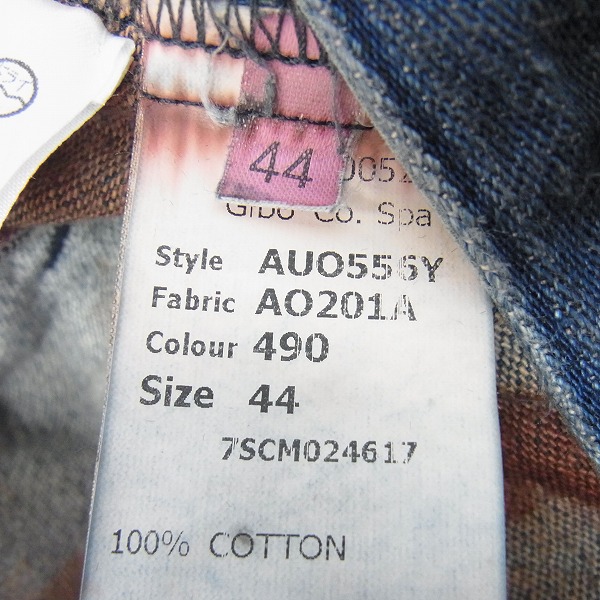 44
Gibo Co. Spa
Style AUO556Y
Fabric AO201A
Colour 490
Size 44
7SCM024617
100% COTTON